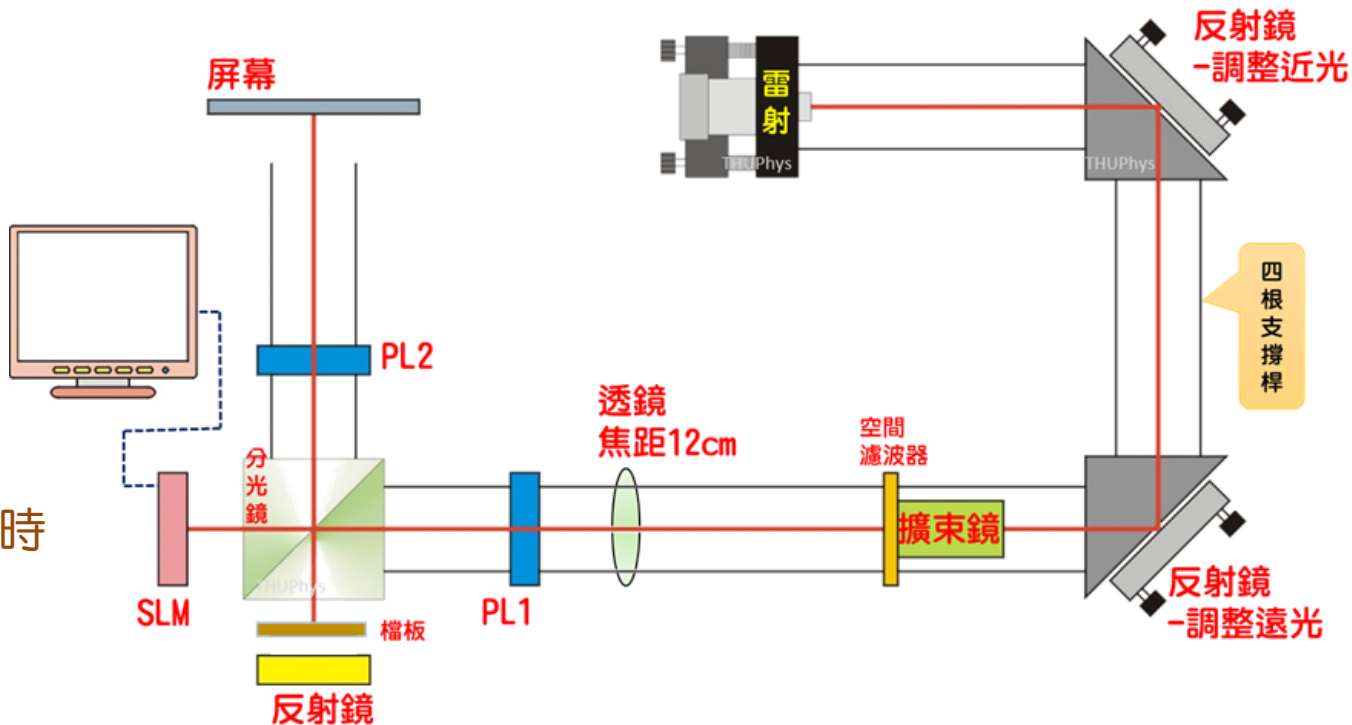 反射鏡
-調整近光
屏幕
雷射
THUPhys
THUPhys
四根支撐桿
PL2
透鏡
焦距12cm
空間
濾波器
分光鏡
時
擴束鏡
THUPhys
SLM
PL1
反射鏡
-調整遠光
檔板
反射鏡